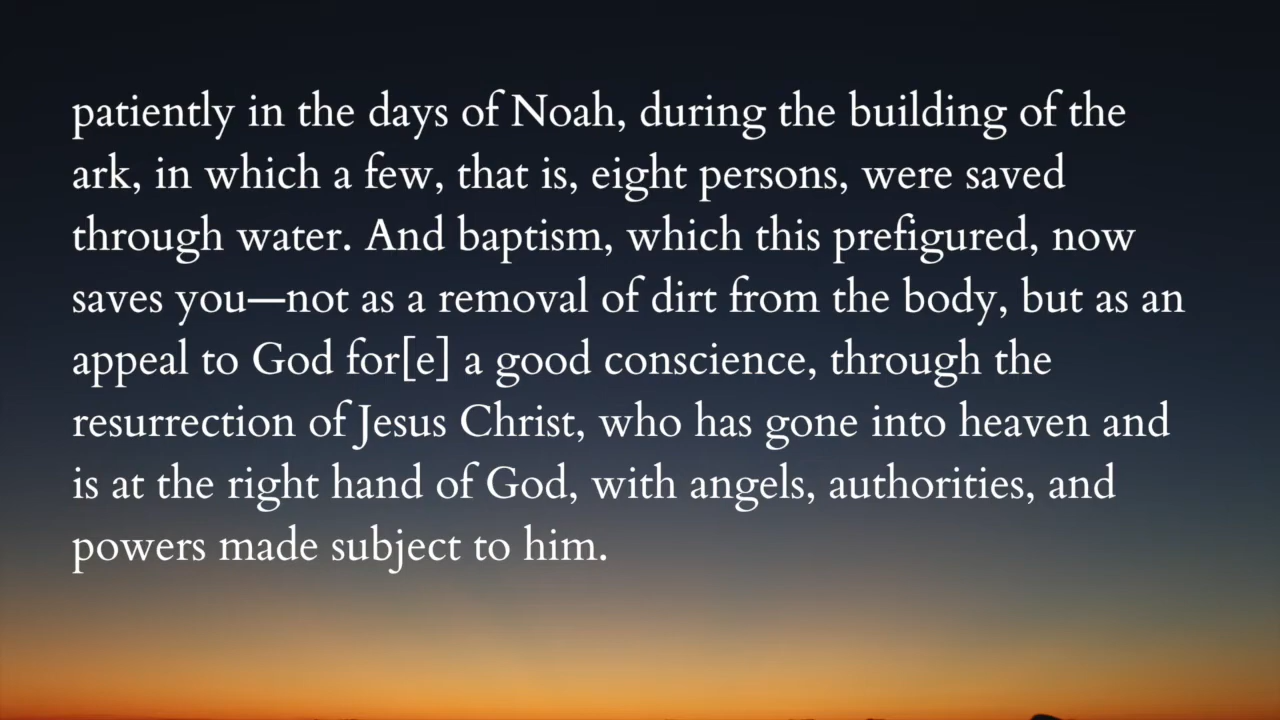 patiently in the days of Noah, during the building of the
ark, in which a few, that is, eight persons, were saved
through water. And baptism, which this prefigured, now
saves you—not as a removal of dirt from the body, but as an
appeal to God for[e] a good conscience, through the
resurrection of Jesus Christ, who has gone into heaven and
is at the right hand of God, with angels, authorities, and
powers made subject to him.